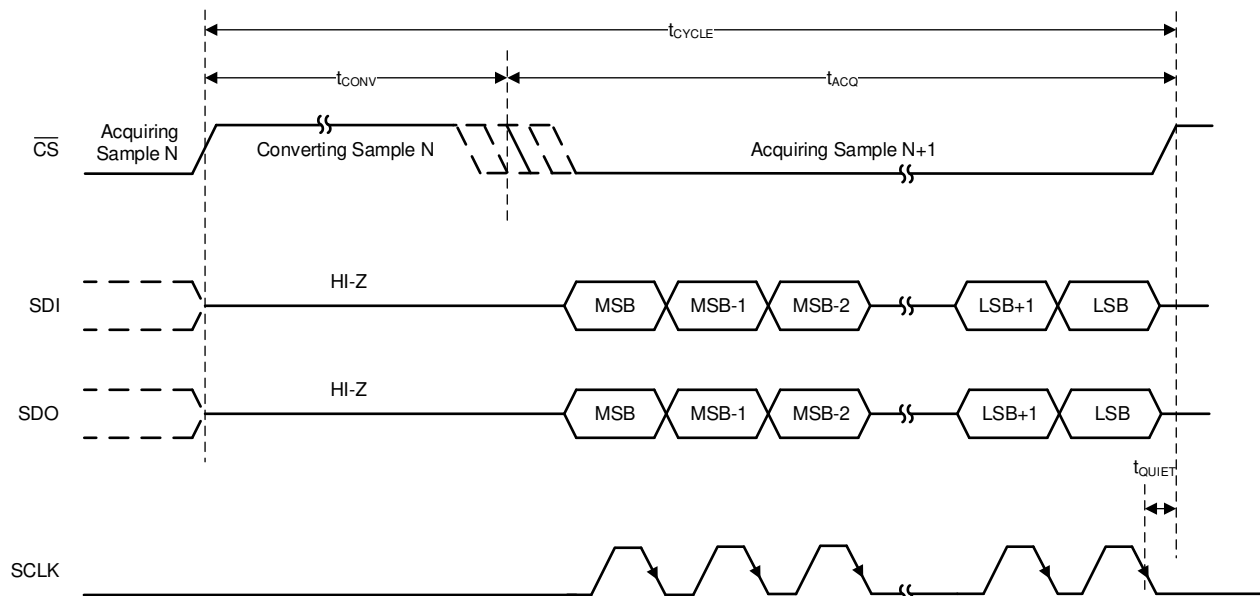 tCYCLE
tCONV
tACQ
CS
Acquiring
Sample N
Converting Sample N
Acquiring Sample N+1
SDI
HI-Z
MSB
MSB-1
MSB-2
LSB+1
LSB
SDO
HI-Z
MSB
MSB-1
MSB-2
LSB+1
LSB
tQUIET
SCLK